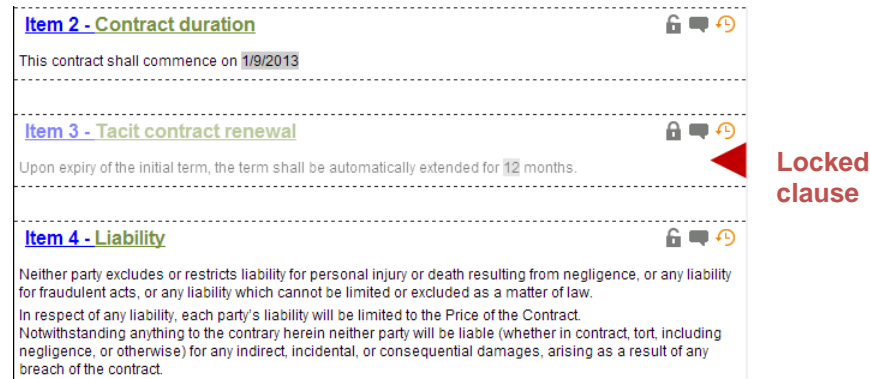 Item 2 - Contract duration
This contract shall commence on 1/9/2013
Item 3 - Tacit contract renewal
Upon expiry of the initial term, the term shall be automatically extended for 12 months.
Locked
clause
Item 4 - Liability
Neither party excludes or restricts liability for personal injury or death resulting from negligence, or any liability
for fraudulent acts, or any liability which cannot be limited or excluded as a matter of law.
In respect of any liability, each party's liability will be limited to the Price of the Contract.
Notwithstanding anything to the contrary herein neither party will be liable (whether in contract, tort, including
negligence, or otherwise) for any indirect, incidental, or consequential damages, arising as a result of any
breach of the contract.